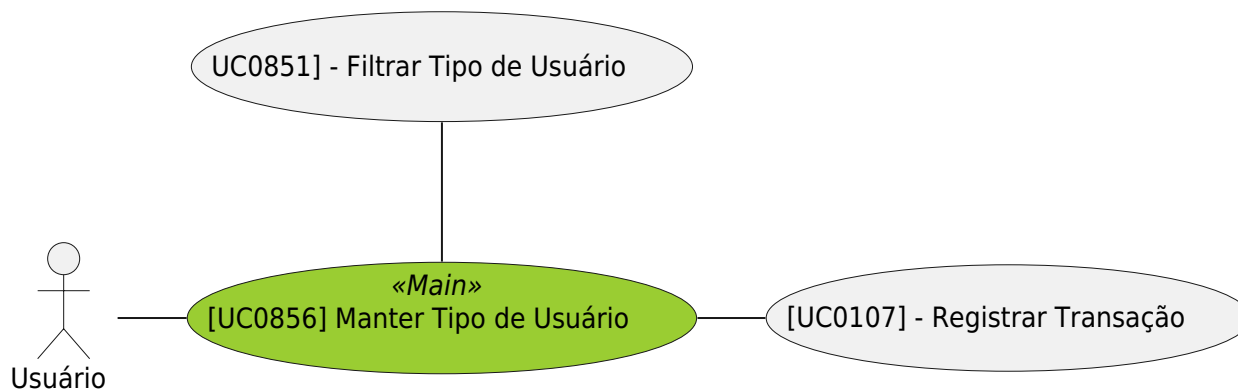 UC0851] - Filtrar Tipo de Usuário
«Main»
[UC0856] Manter Tipo de Usuário
[UC0107] - Registrar Transação
Usuário